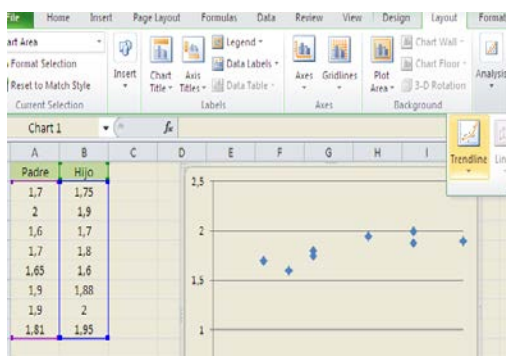 File Home Insert Page Layout Formulas Data Review View Design Layout Format
art Area
Format Selection
Reset to Match Style
Current Selection
Insert
Chart Title
Axis Titles
Legend
Data Labels
Data Table
Labels
Axes
Gridlines
Axes
Plot Area
Chart Wall
Chart Floor
3-D Rotation
Background
Analysis
Trendline
Lin
Chart 1 fx
A B C D E F G H I
Padre Hijo
1,7 1,75
2 1,9
1,6 1,7
1,7 1,8
1,65 1,6
1,9 1,88
1,9 2
1,81 1,95
2,5
2
1,5
1